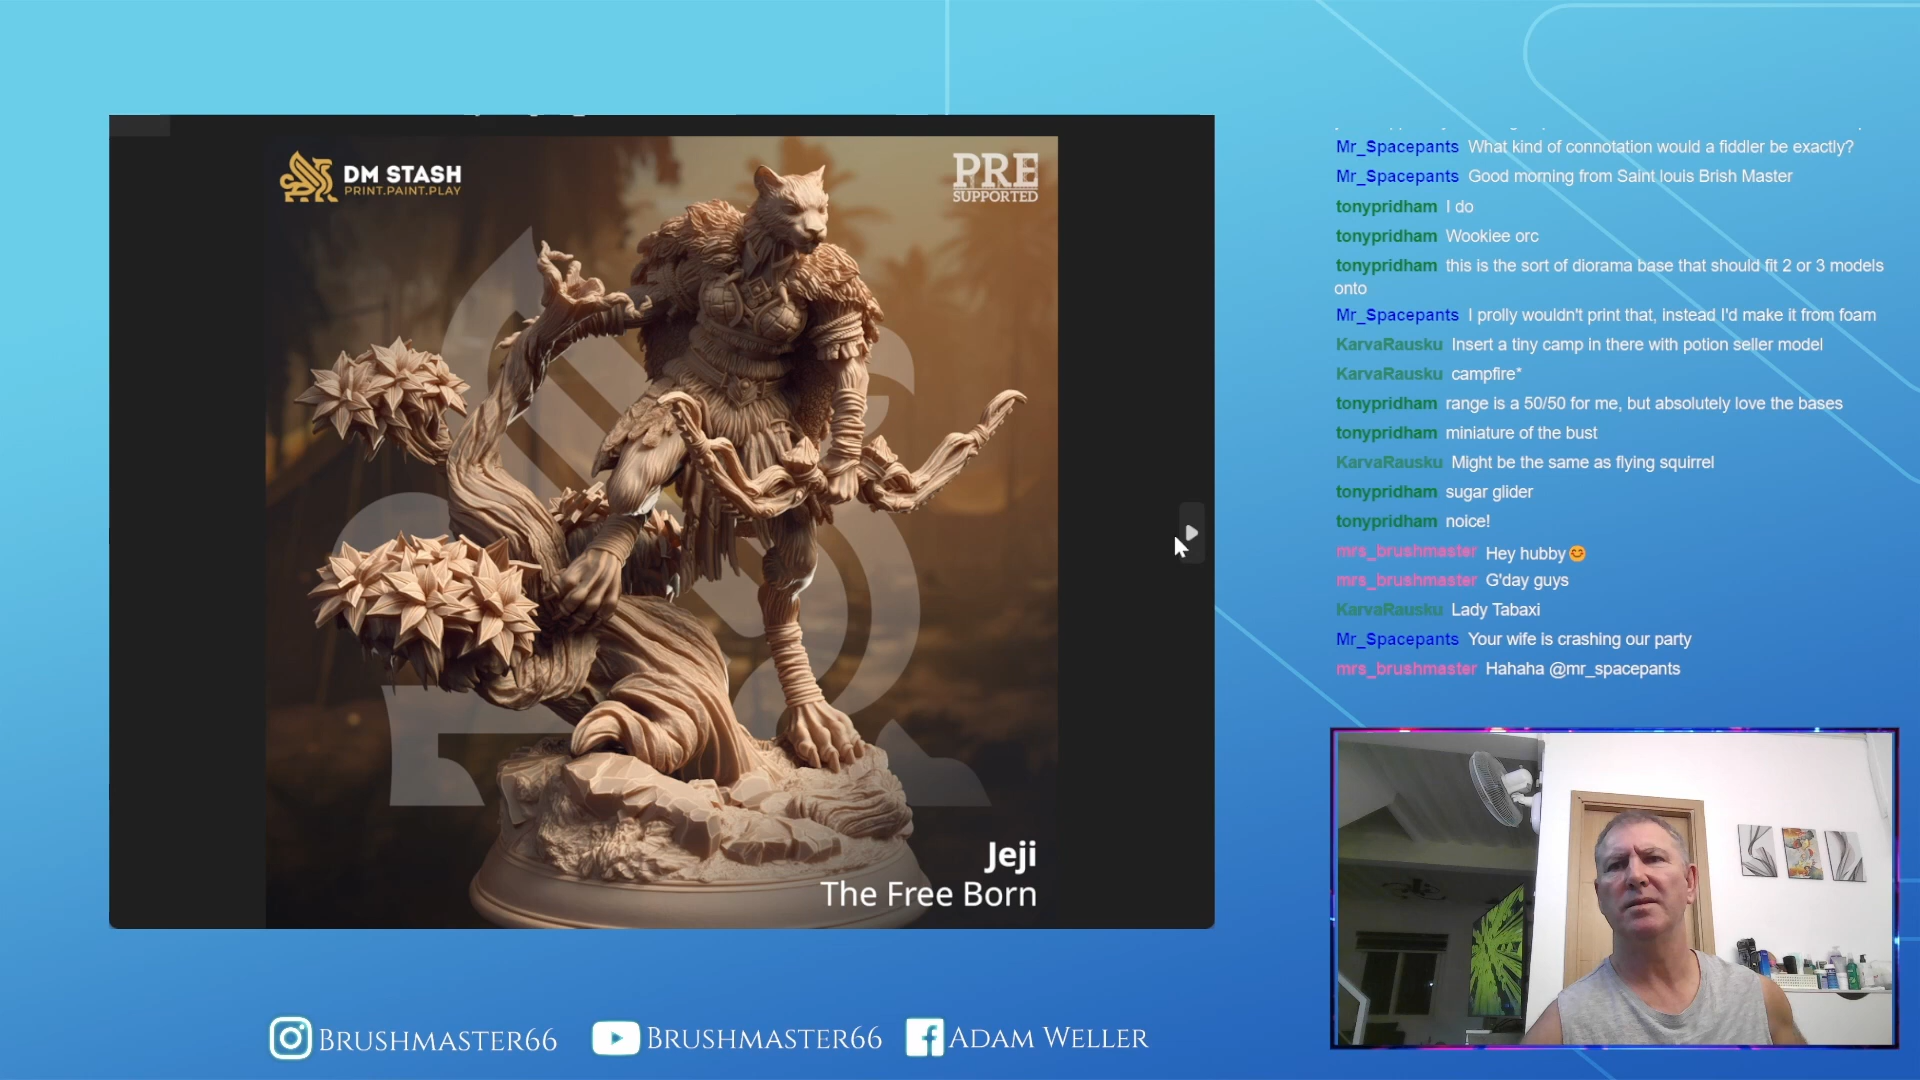 DM STASH
PRINT.PAINT.PLAY
PRE
SUPPORTED
Jeji
The Free Born
Mr_Spacepants What kind of connotation would a fiddler be exactly?
Mr_Spacepants Good morning from Saint louis Brish Master
tonypridham I do
tonypridham Wookiee orc
tonypridham this is the sort of diorama base that should fit 2 or 3 models
onto
Mr_Spacepants I prolly wouldn't print that, instead I'd make it from foam
KarvaRausku Insert a tiny camp in there with potion seller model
KarvaRausku campfire*
tonypridham range is a 50/50 for me, but absolutely love the bases
tonypridham miniature of the bust
KarvaRausku Might be the same as flying squirrel
tonypridham sugar glider
tonypridham noice!
mrs_brushmaster Hey hubby😊
mrs_brushmaster G'day guys
KarvaRausku Lady Tabaxi
Mr_Spacepants Your wife is crashing our party
mrs_brushmaster Hahaha @mr_spacepants
BRUSHMASTER66
BRUSHMASTER66
ADAM WELLER